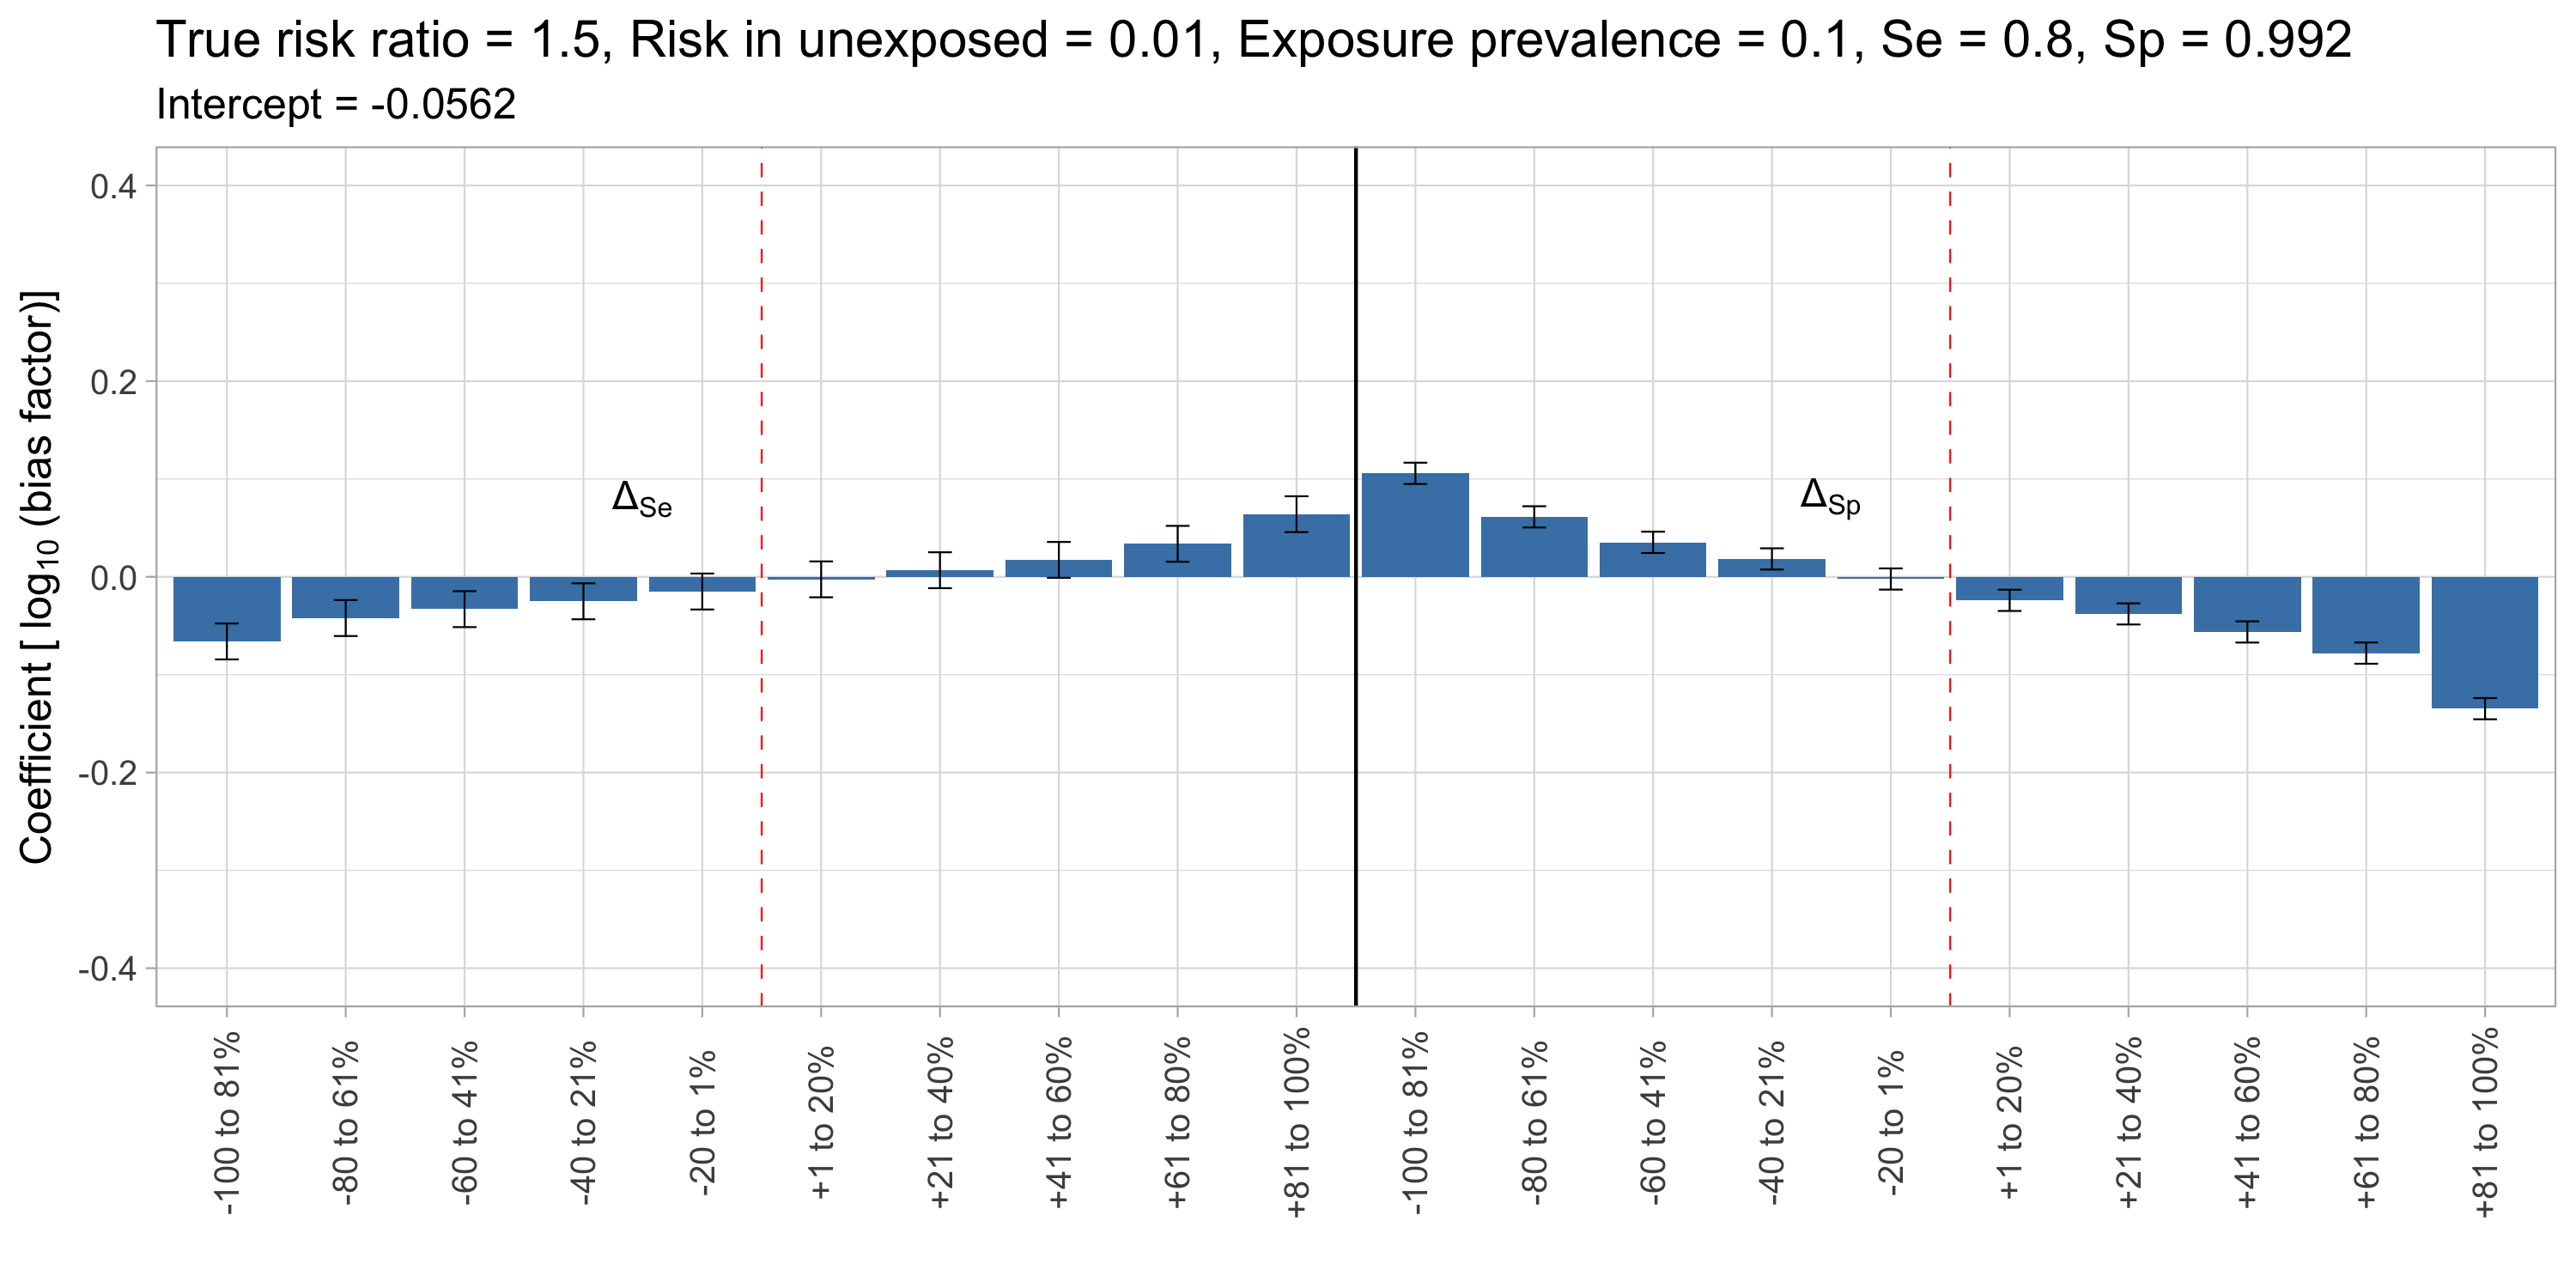 True risk ratio = 1.5, Risk in unexposed = 0.01, Exposure prevalence = 0.1, Se = 0.8, Sp = 0.992
Intercept = -0.0562
Coefficient [ log10 (bias factor)]
0.4
0.2
0.0
-0.2
-0.4
ΔSe
ΔSp
-100 to 81%
-80 to 61%
-60 to 41%
-40 to 21%
-20 to 1%
+1 to 20%
+21 to 40%
+41 to 60%
+61 to 80%
+81 to 100%
-100 to 81%
-80 to 61%
-60 to 41%
-40 to 21%
-20 to 1%
+1 to 20%
+21 to 40%
+41 to 60%
+61 to 80%
+81 to 100%